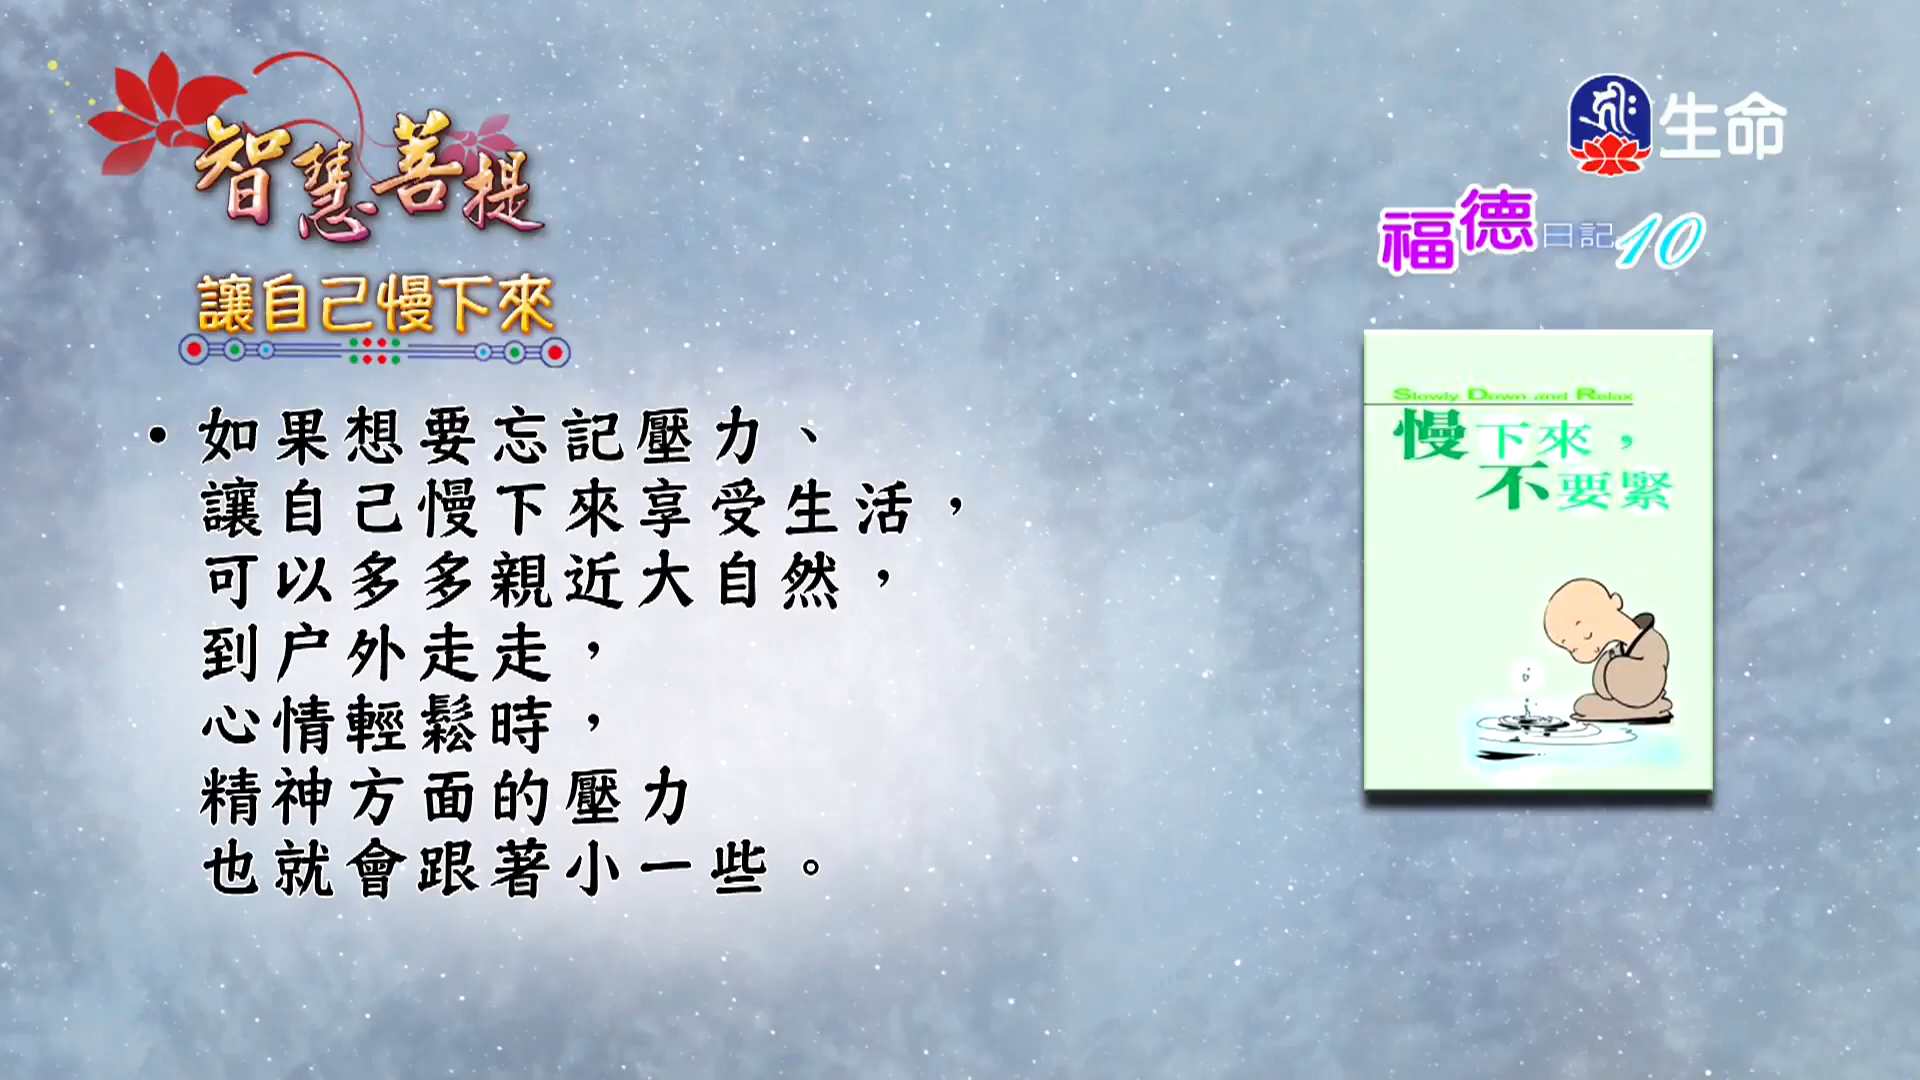 智慧菩提
讓自己慢下來
• 如果想要忘記壓力、
讓自己慢下來享受生活，
可以多多親近大自然，
到户外走走，
心情輕鬆時，
精神方面的壓力
也就會跟著小一些。
生命
福德日記10
Slowly Down and Relax
慢下來，
不要緊